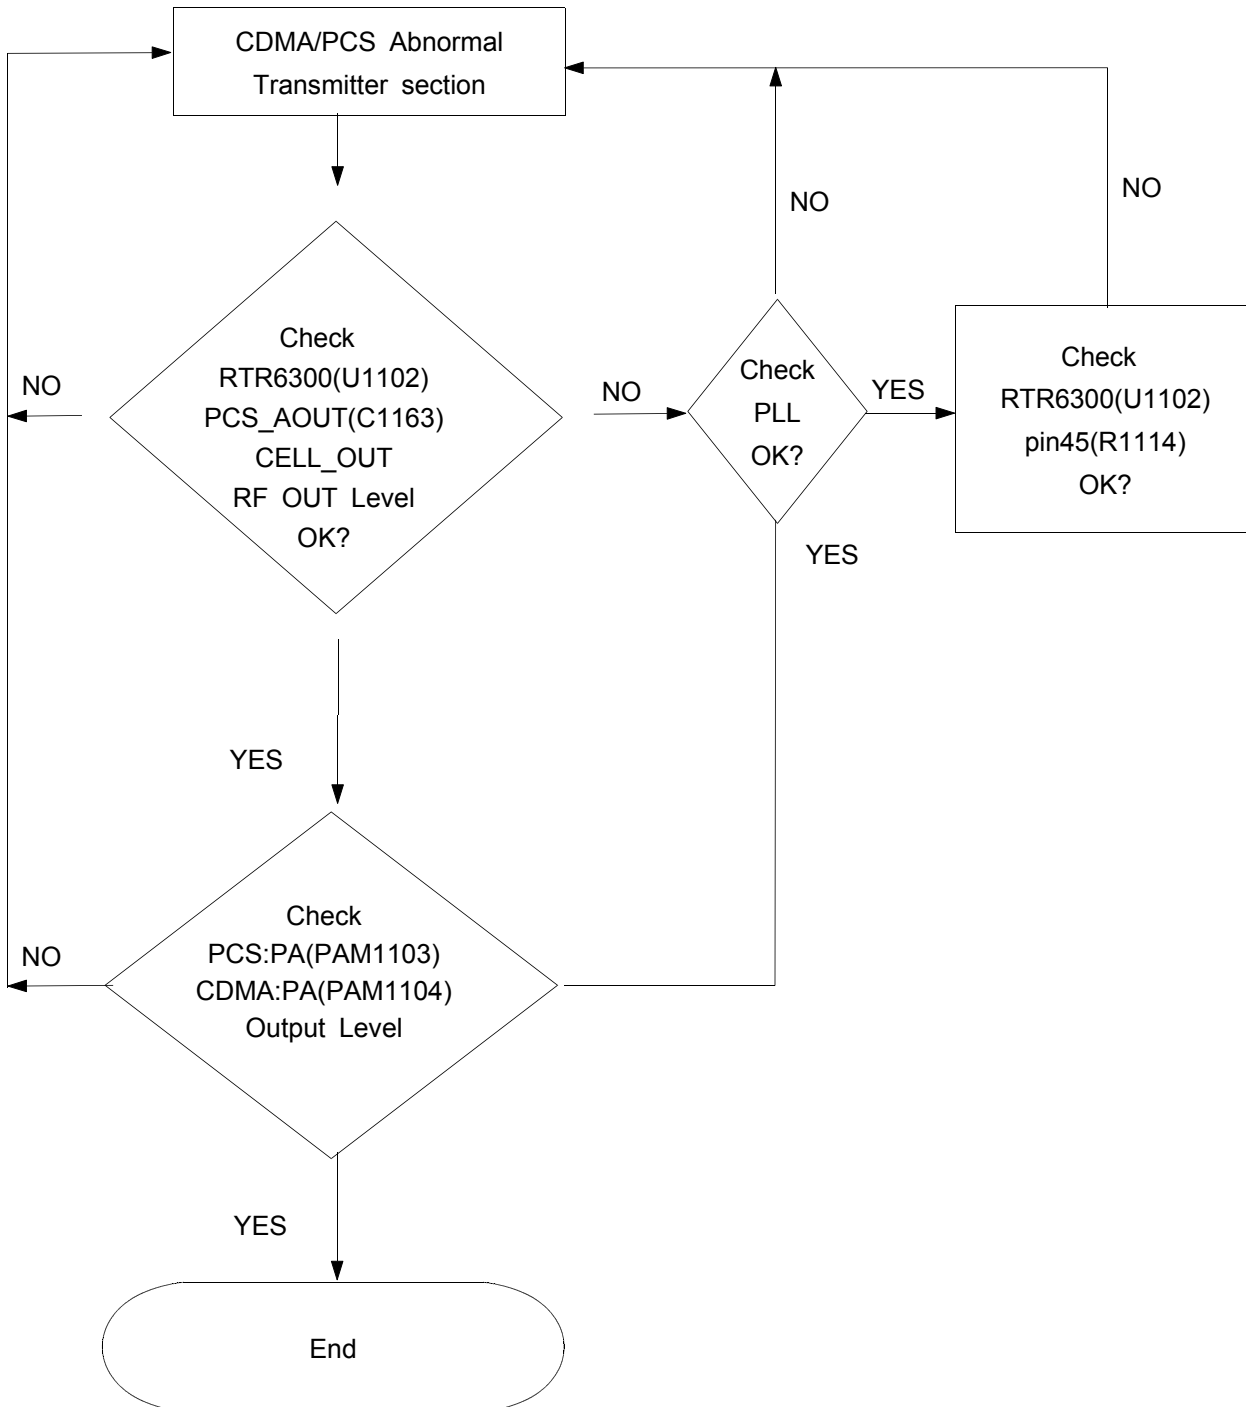 CDMA/PCS Abnormal
Transmitter section
NO
NO
Check
RTR6300(U1102)
PCS_AOUT(C1163)
CELL_OUT
RF OUT Level
OK?
NO
NO
Check
PLL
OK?
YES
Check
RTR6300(U1102)
pin45(R1114)
OK?
YES
YES
Check
PCS:PA(PAM1103)
CDMA:PA(PAM1104)
Output Level
NO
YES
End